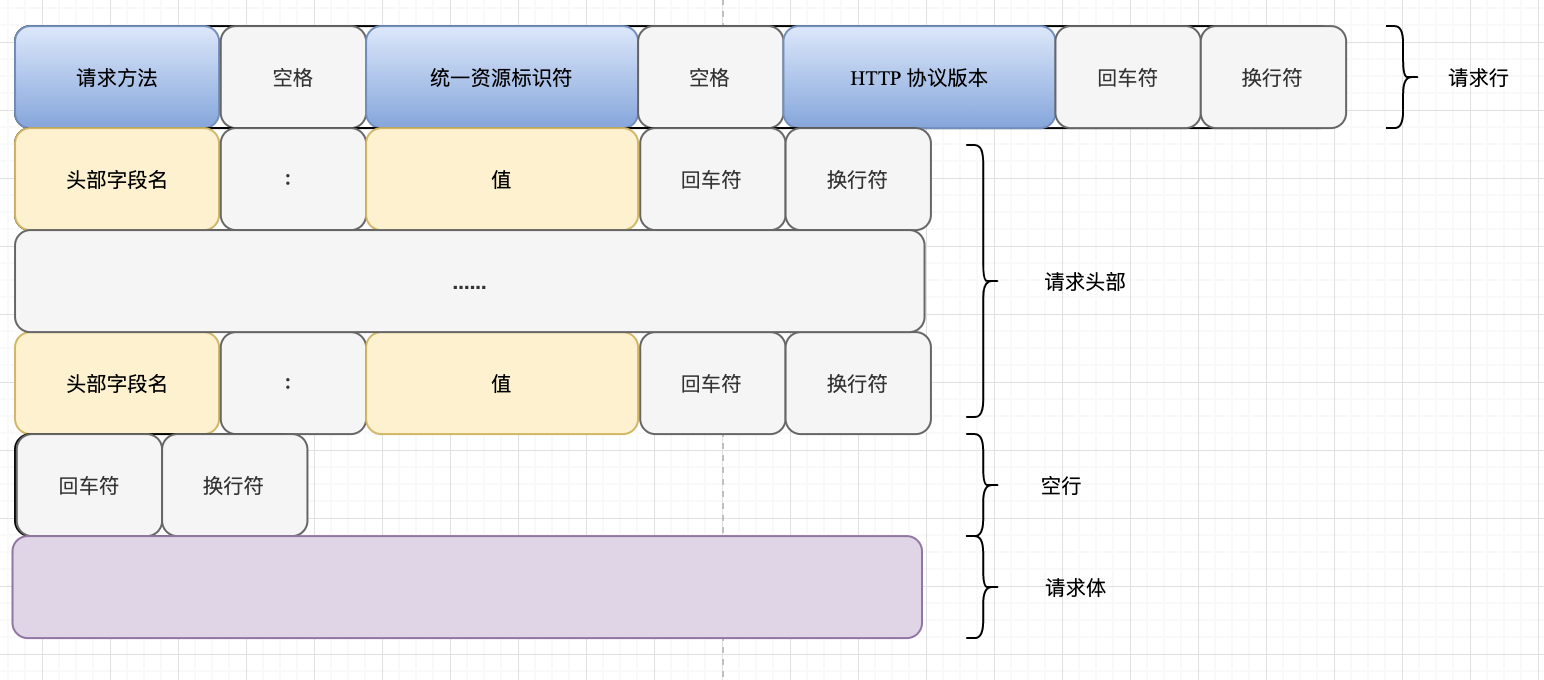 请求方法 空格 统一资源标识符 空格 HTTP 协议版本 回车符 换行符 请求行
头部字段名 : 值 回车符 换行符
...... 请求头部
头部字段名 : 值 回车符 换行符
回车符 换行符 空行
请求体